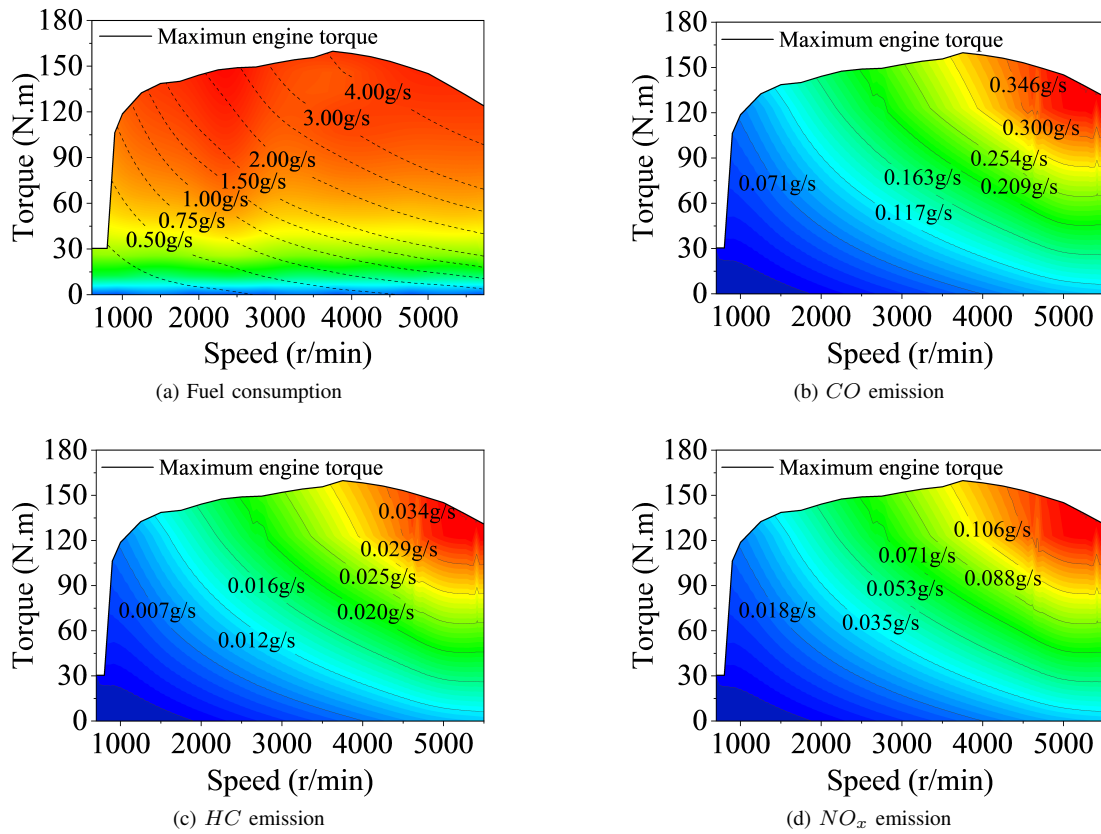 180
150
120
90
60
30
0
Torque (N.m)
Maximun engine torque
4.00g/s
3.00g/s
2.00g/s
1.50g/s
1.00g/s
0.75g/s
0.50g/s
1000 2000 3000 4000 5000
Speed (r/min)
(a) Fuel consumption
180
150
120
90
60
30
0
Torque (N.m)
Maximum engine torque
0.346g/s
0.300g/s
0.254g/s
0.209g/s
0.163g/s
0.117g/s
0.071g/s
1000 2000 3000 4000 5000
Speed (r/min)
(b) CO emission
180
150
120
90
60
30
0
Torque (N.m)
Maximum engine torque
0.034g/s
0.029g/s
0.025g/s
0.020g/s
0.016g/s
0.012g/s
0.007g/s
1000 2000 3000 4000 5000
Speed (r/min)
(c) HC emission
180
150
120
90
60
30
0
Torque (N.m)
Maximum engine torque
0.106g/s
0.088g/s
0.071g/s
0.053g/s
0.035g/s
0.018g/s
1000 2000 3000 4000 5000
Speed (r/min)
(d) NOx emission